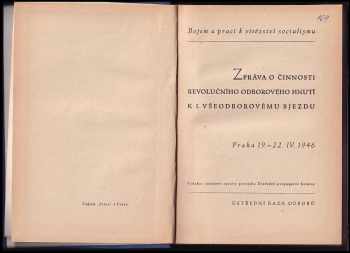 Bojem a prací k vítězství socialismu
ZPRÁVA O ČINNOSTI
REVOLUČNÍHO ODBOROVÉHO HNUTÍ
K I. VŠEODBOROVÉMU SJEZDU
Praha 19.–22. IV. 1946
ÚSTŘEDNÍ RADA ODBORŮ